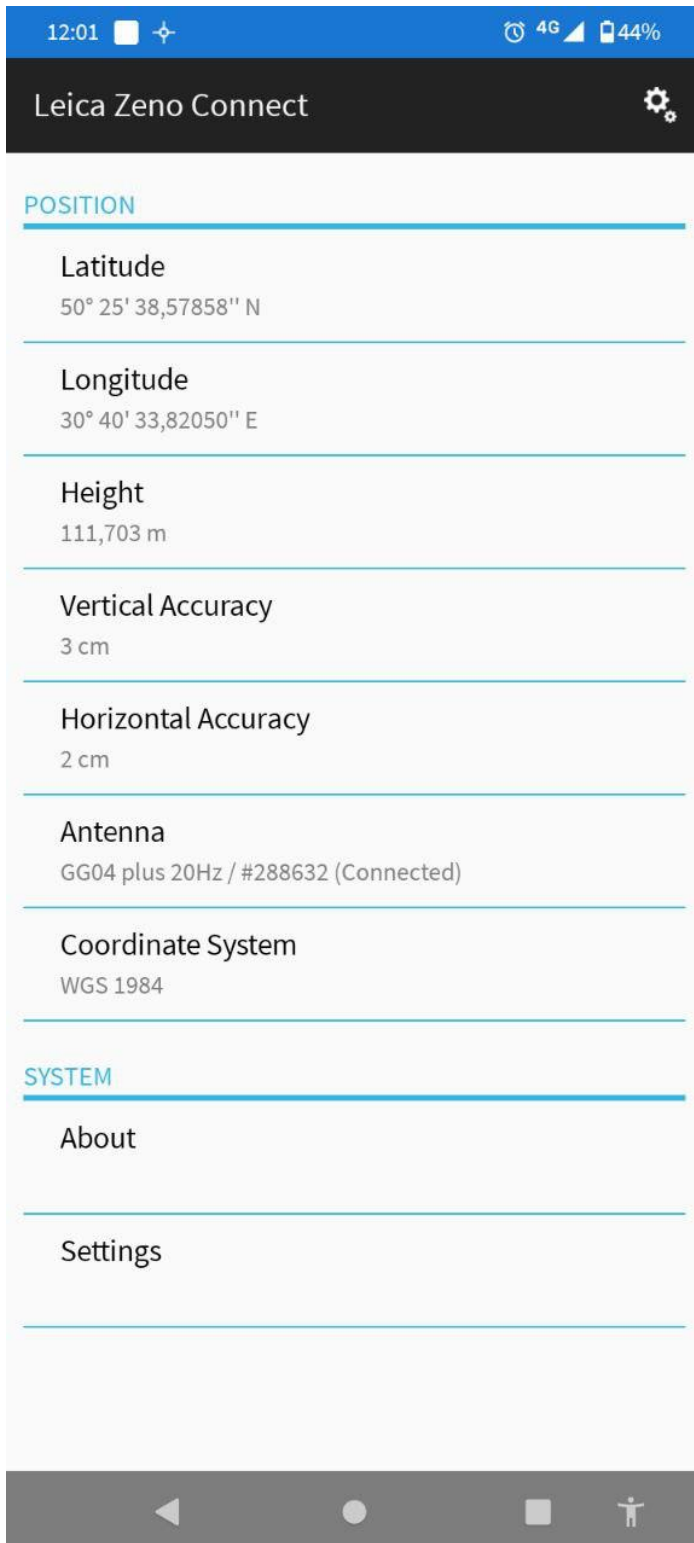 12:01 4G 44%
Leica Zeno Connect
POSITION
Latitude
50° 25' 38,57858'' N
Longitude
30° 40' 33,82050'' E
Height
111,703 m
Vertical Accuracy
3 cm
Horizontal Accuracy
2 cm
Antenna
GG04 plus 20Hz / #288632 (Connected)
Coordinate System
WGS 1984
SYSTEM
About
Settings